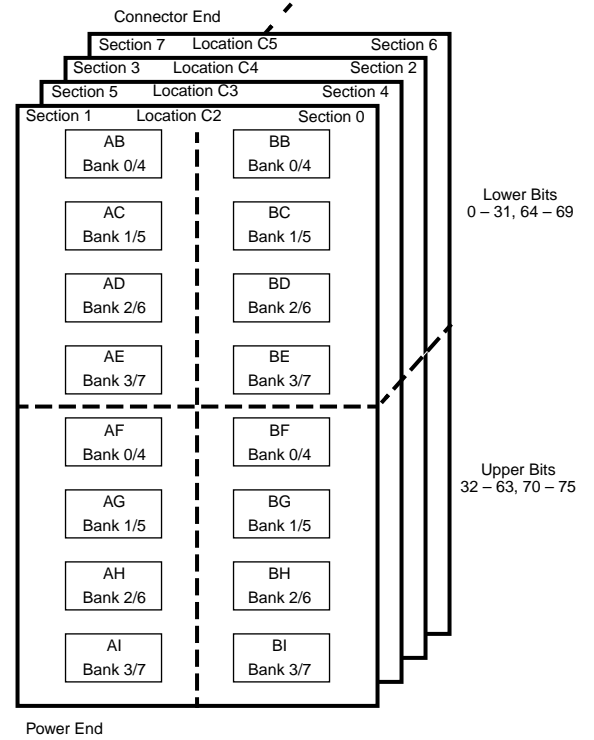 Connector End
Section 7 Location C5 Section 6
Section 3 Location C4 Section 2
Section 5 Location C3 Section 4
Section 1 Location C2 Section 0
AB BB
Bank 0/4 Bank 0/4
AC BC
Bank 1/5 Bank 1/5
AD BD
Bank 2/6 Bank 2/6
AE BE
Bank 3/7 Bank 3/7
Lower Bits
0 – 31, 64 – 69
AF BF
Bank 0/4 Bank 0/4
AG BG
Bank 1/5 Bank 1/5
AH BH
Bank 2/6 Bank 2/6
AI BI
Bank 3/7 Bank 3/7
Upper Bits
32 – 63, 70 – 75
Power End